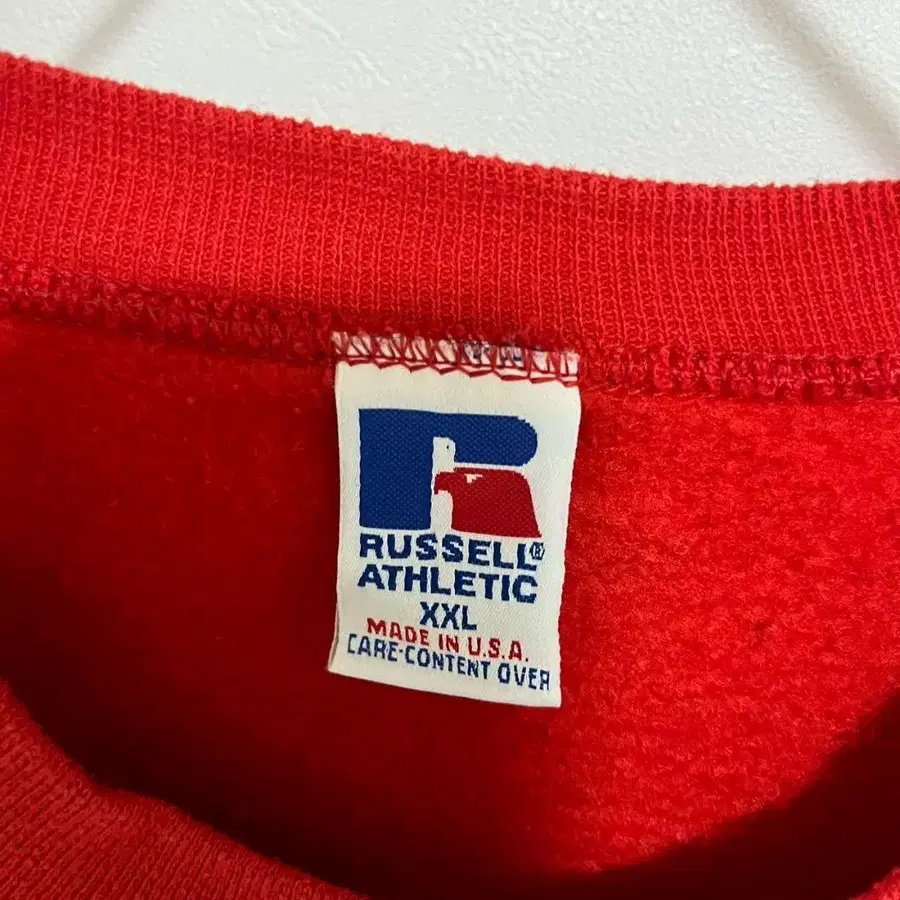 RUSSELL®
ATHLETIC
XXL
MADE IN U.S.A.
CARE-CONTENT OVER